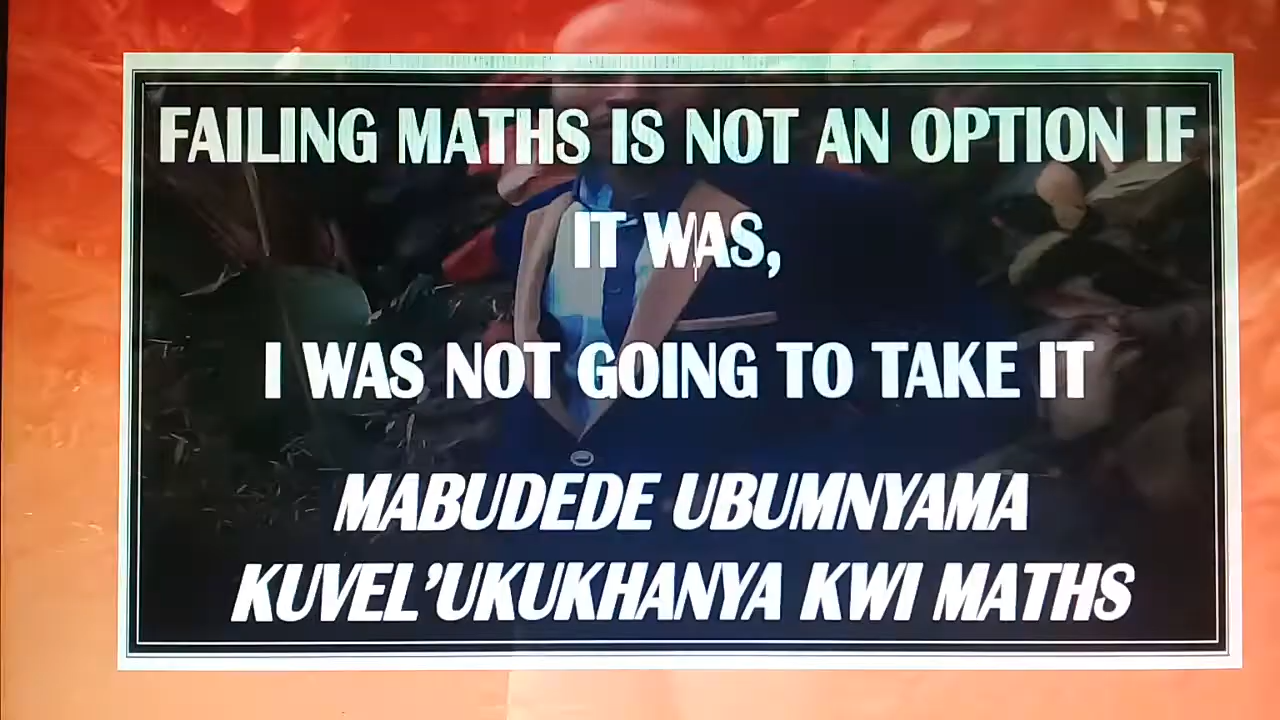 FAILING MATHS IS NOT AN OPTION IF
IT WAS,
I WAS NOT GOING TO TAKE IT
MABUDEDE UBUMNYAMA
KUVEL'UKUKHANYA KWI MATHS